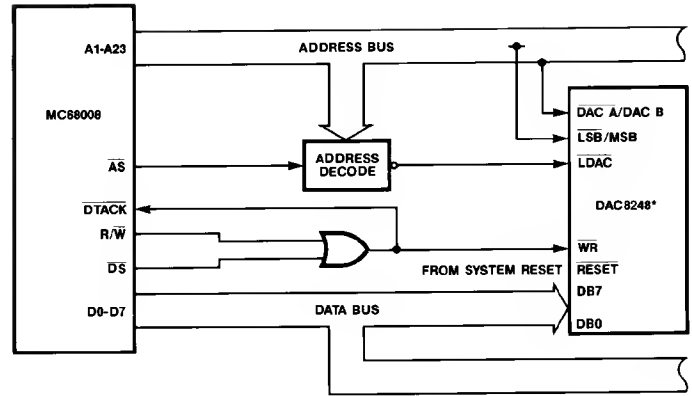 A1-A23
ADDRESS BUS
MC68008
DAC A/DAC B
LSB/MSB
AS
ADDRESS
DECODE
LDAC
DAC8248*
DTACK
R/W
WR
DS
FROM SYSTEM RESET
RESET
D0-D7
DATA BUS
DB7
DB0